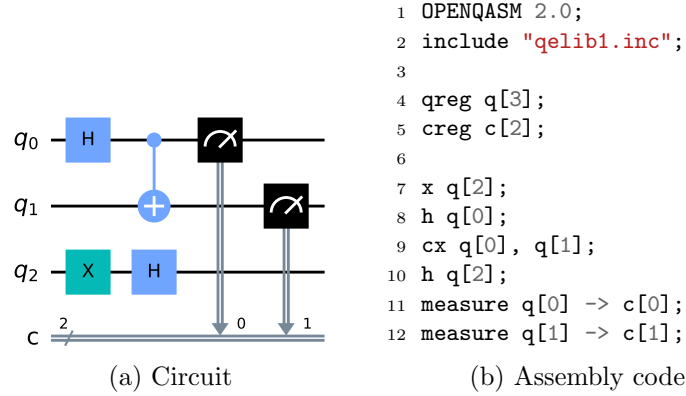 q0 H
q1
q2 X H
c 2 0 1
(a) Circuit
1 OPENQASM 2.0;
2 include "qelib1.inc";
3
4 qreg q[3];
5 creg c[2];
6
7 x q[2];
8 h q[0];
9 cx q[0], q[1];
10 h q[2];
11 measure q[0] -> c[0];
12 measure q[1] -> c[1];
(b) Assembly code